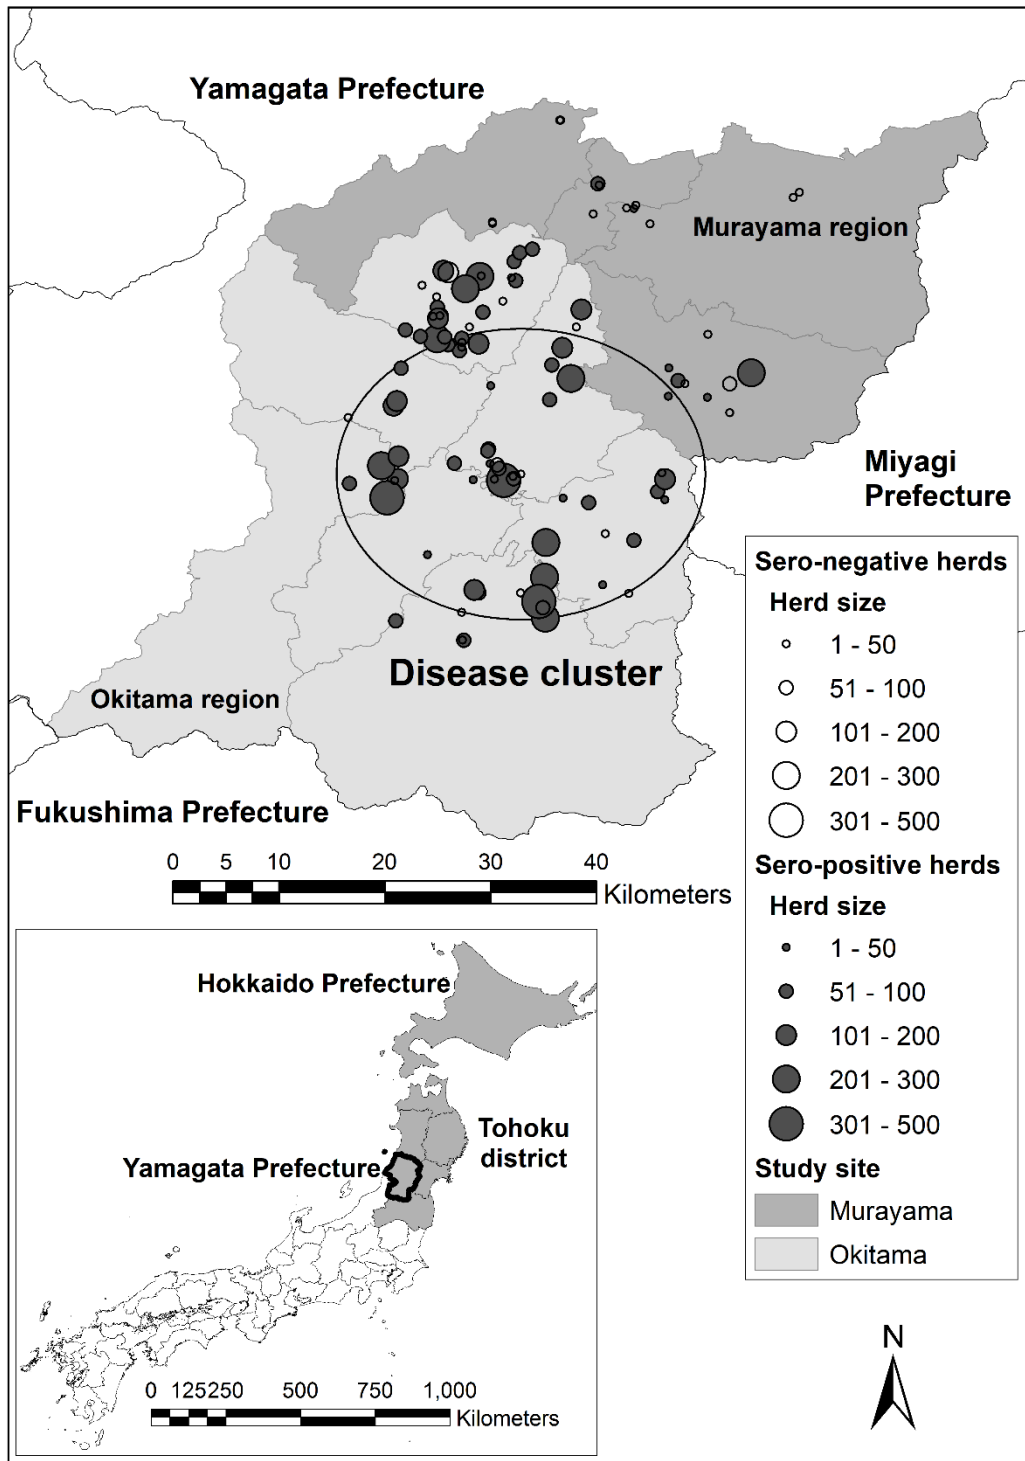 Yamagata Prefecture
Murayama region
Miyagi
Prefecture
Disease cluster
Okitama region
Fukushima Prefecture
0 5 10 20 30 40
Kilometers
Sero-negative herds
Herd size
1 - 50
51 - 100
101 - 200
201 - 300
301 - 500
Sero-positive herds
Herd size
1 - 50
51 - 100
101 - 200
201 - 300
301 - 500
Study site
Murayama
Okitama
Hokkaido Prefecture
Tohoku
district
Yamagata Prefecture
0 125250 500 750 1,000
Kilometers
N